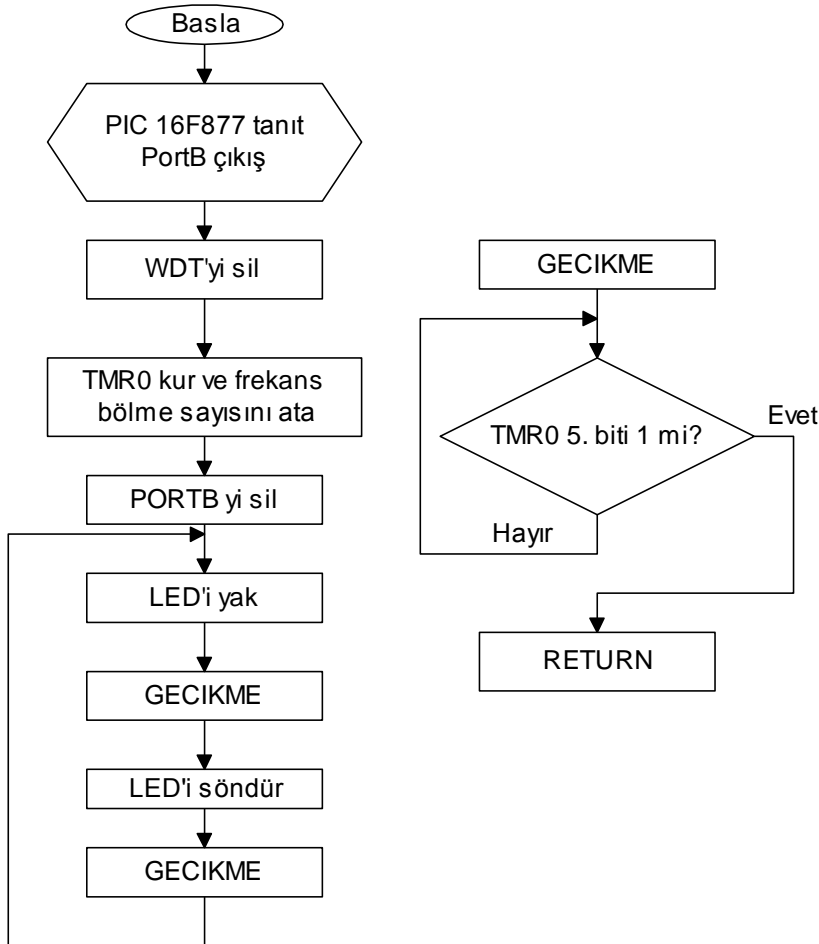 Basla
PIC 16F877 tanıt
PortB çıkış
WDT'yi sil
TMR0 kur ve frekans
bölme sayısını ata
PORTB yi sil
LED'i yak
GECIKME
LED'i söndür
GECIKME
GECIKME
TMR0 5. biti 1 mi?
Evet
Hayır
RETURN